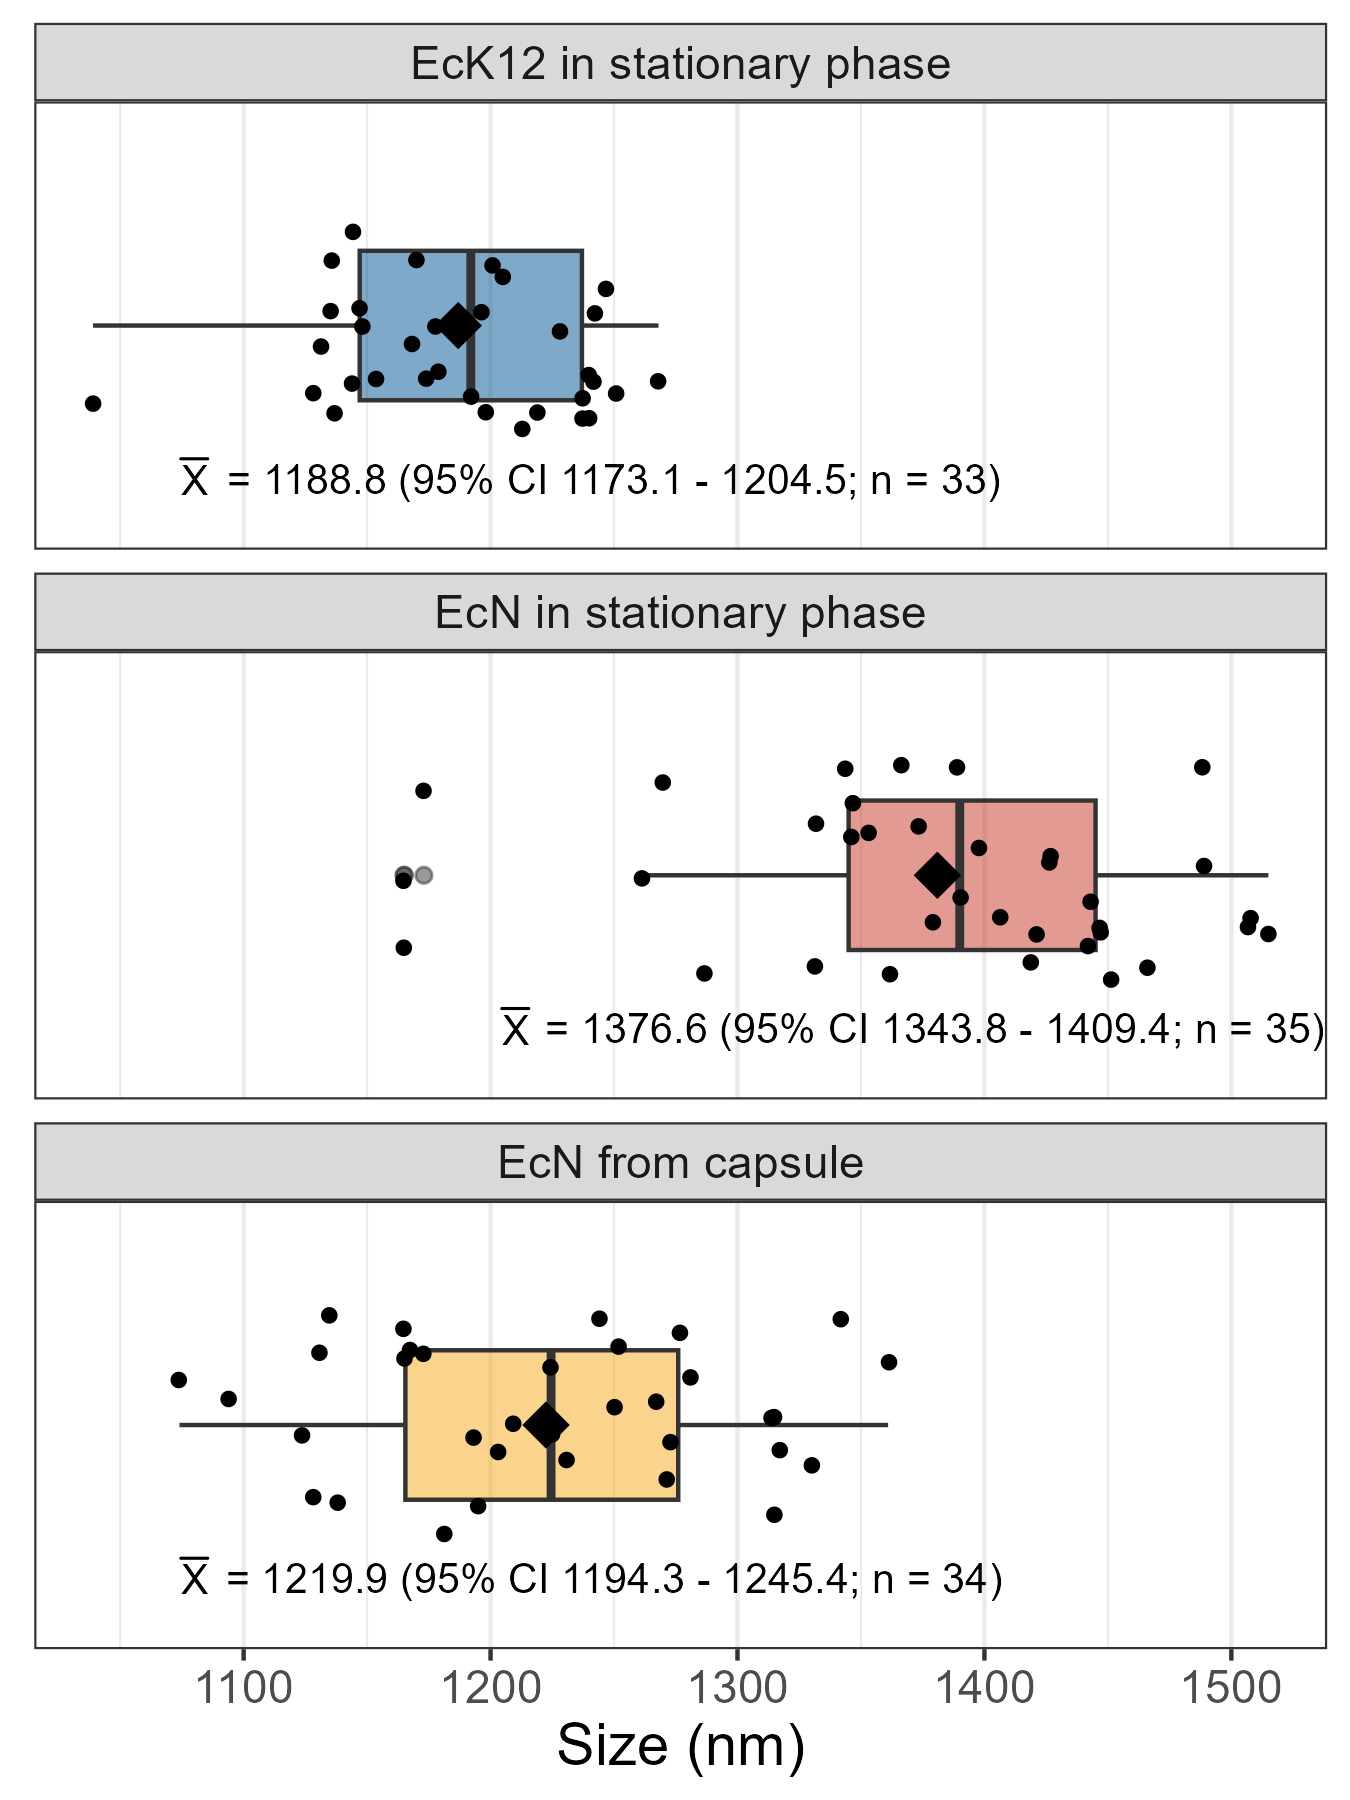 EcK12 in stationary phase
X̅ = 1188.8 (95% CI 1173.1 - 1204.5; n = 33)
EcN in stationary phase
X̅ = 1376.6 (95% CI 1343.8 - 1409.4; n = 35)
EcN from capsule
X̅ = 1219.9 (95% CI 1194.3 - 1245.4; n = 34)
1100 1200 1300 1400 1500
Size (nm)